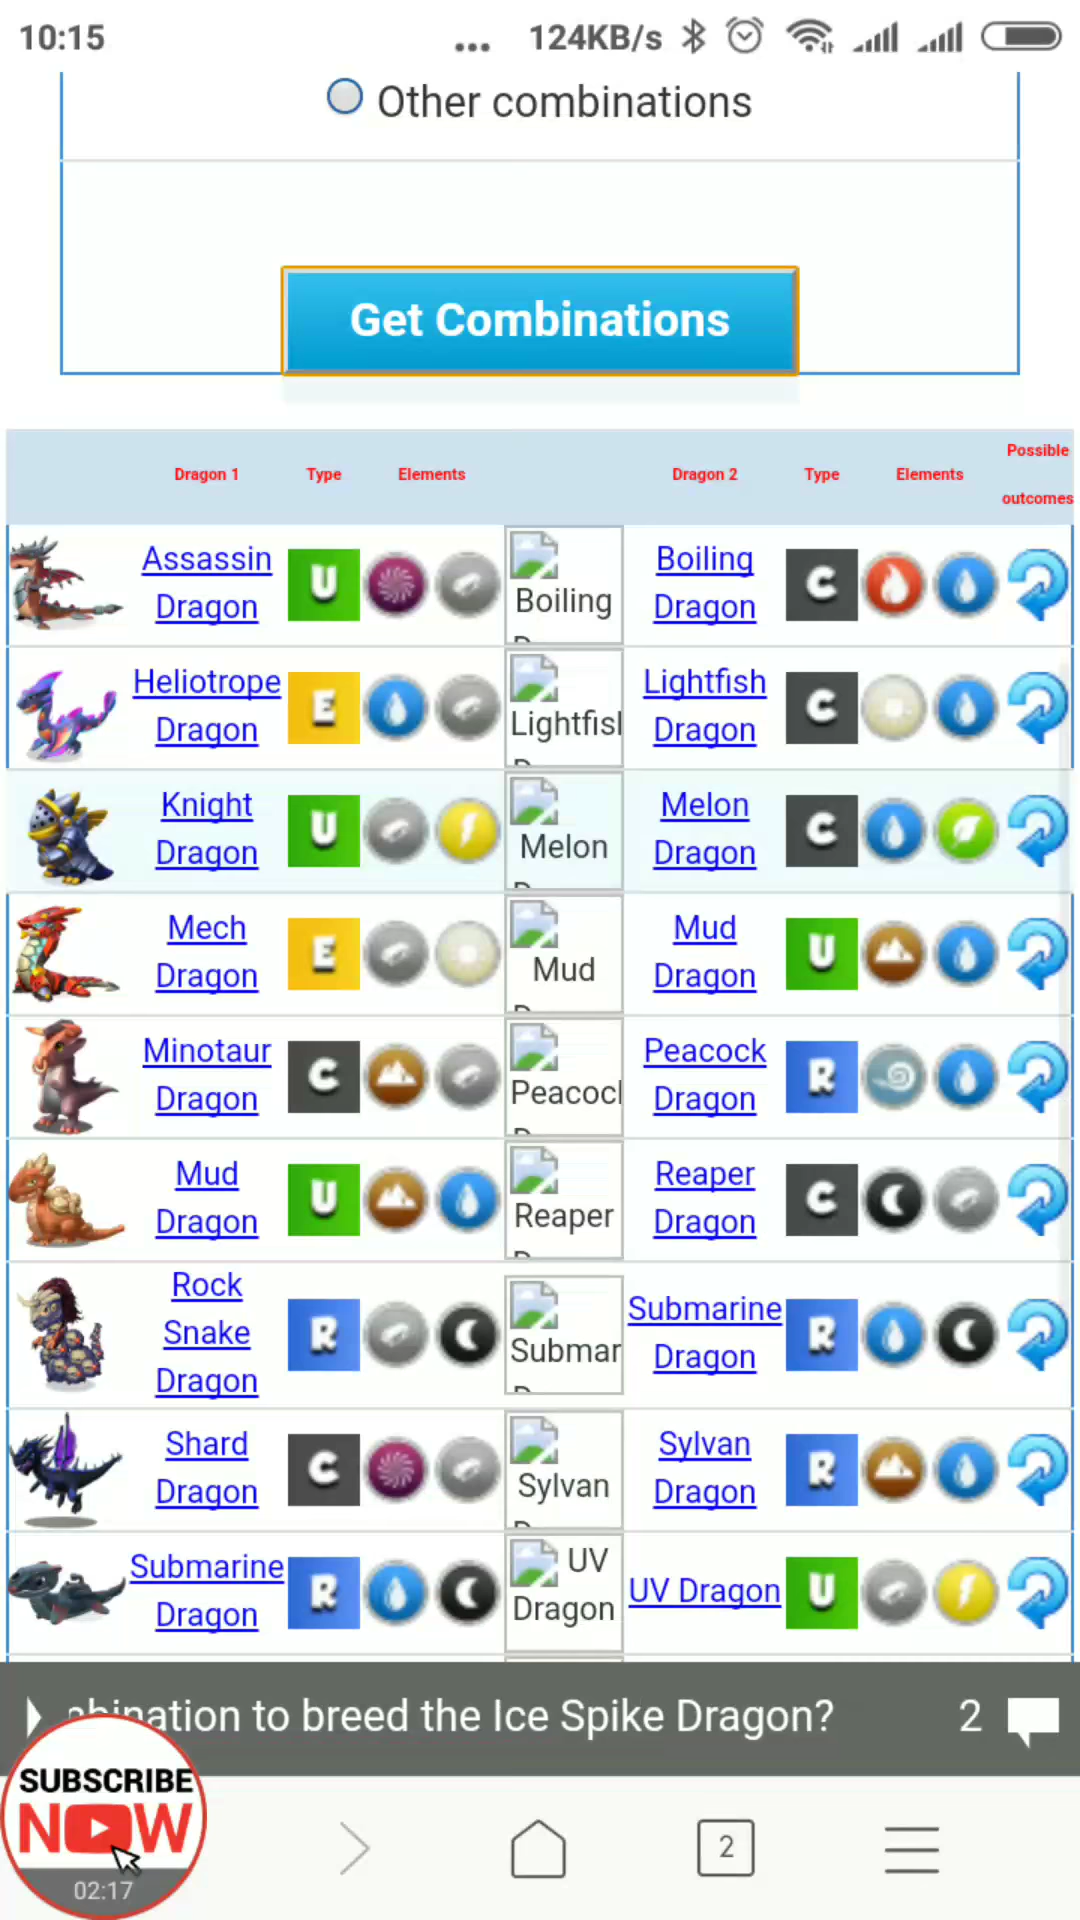 10:15 ... 124KB/s
Other combinations
Get Combinations
Possible
Dragon 1 Type Elements Dragon 2 Type Elements
outcomes
Assassin Dragon U Boiling Boiling Dragon C
Heliotrope Dragon E Lightfish Lightfish Dragon C
Knight Dragon U Melon Melon Dragon C
Mech Dragon E Mud Mud Dragon U
Minotaur Dragon C Peacock Peacock Dragon R
Mud Dragon U Reaper Reaper Dragon C
Rock Snake Dragon R Submar Submarine Dragon R
Shard Dragon C Sylvan Sylvan Dragon R
Submarine Dragon R UV Dragon UV Dragon U
bination to breed the Ice Spike Dragon? 2
SUBSCRIBE
NOW
02:17
2